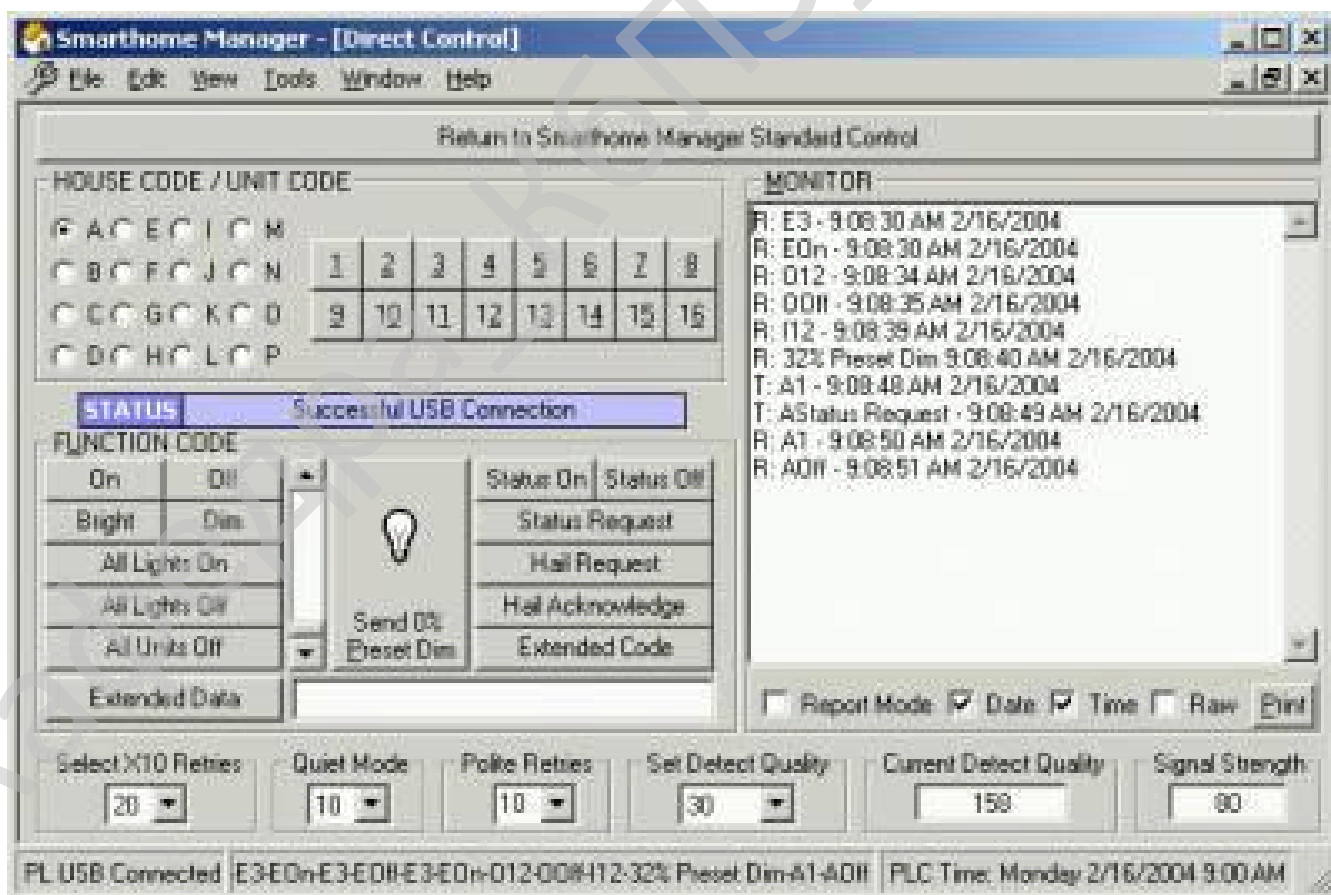 Smarthome Manager - [Direct Control]
File Edit View Tools Window Help
Return to Smarthome Manager Standard Control
HOUSE CODE / UNIT CODE
A E I M
B F J N
C G K O
D H L P
1 2 3 4 5 6 7 8
9 10 11 12 13 14 15 16
STATUS Successful USB Connection
FUNCTION CODE
On Off
Bright Dim
All Lights On
All Lights Off
All Units Off
Extended Data
Send 0%
Preset Dim
Status On Status Off
Status Request
Hail Request
Hail Acknowledge
Extended Code
MONITOR
R: E3 - 9:08:30 AM 2/16/2004
R: EOn - 9:08:30 AM 2/16/2004
R: O12 - 9:08:34 AM 2/16/2004
R: OOff - 9:08:35 AM 2/16/2004
R: I12 - 9:08:39 AM 2/16/2004
R: 32% Preset Dim 9:08:40 AM 2/16/2004
T: A1 - 9:08:48 AM 2/16/2004
T: AStatus Request - 9:08:49 AM 2/16/2004
R: A1 - 9:08:50 AM 2/16/2004
R: AOff - 9:08:51 AM 2/16/2004
Report Mode Date Time Raw Print
Select X10 Retries Quiet Mode Polite Retries Set Detect Quality Current Detect Quality Signal Strength
20 10 10 30 158 80
PL USB Connected E3-EOn-E3-EOff-E3-EOn-O12-OOff-I12-32% Preset Dim-A1-AOff PLC Time: Monday 2/16/2004 9:00 AM